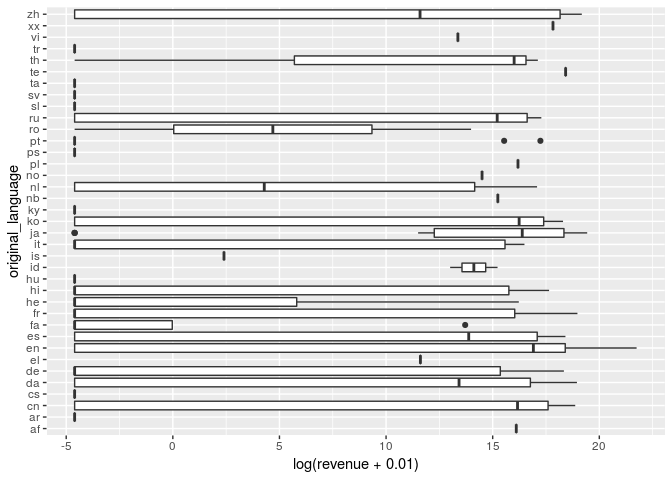 zh
xx
vi
tr
th
te
ta
sv
sl
ru
ro
pt
ps
pl
no
nl
nb
ky
ko
ja
it
is
id
hu
hi
he
fr
fa
es
en
el
de
da
cs
cn
ar
af
original_language
-5 0 5 10 15 20
log(revenue + 0.01)